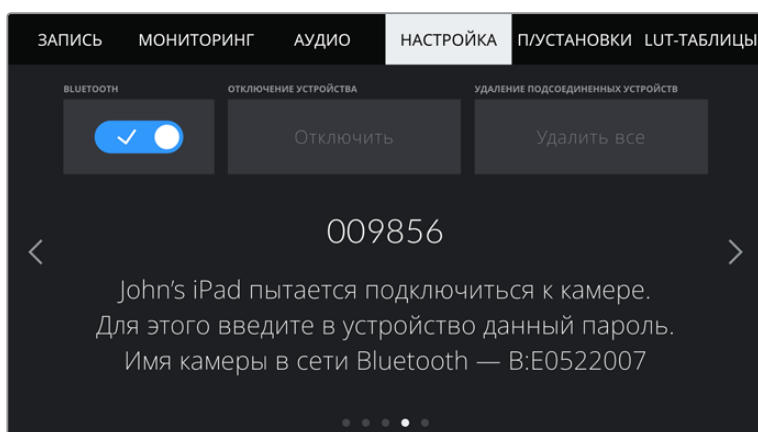 ЗАПИСЬ МОНИТОРИНГ АУДИО НАСТРОЙКА П/УСТАНОВКИ LUT-ТАБЛИЦЫ
BLUETOOTH ОТКЛЮЧЕНИЕ УСТРОЙСТВА УДАЛЕНИЕ ПОДСОЕДИНЕННЫХ УСТРОЙСТВ
Отключить Удалить все
009856
John’s iPad пытается подключиться к камере.
Для этого введите в устройство данный пароль.
Имя камеры в сети Bluetooth — B:E0522007